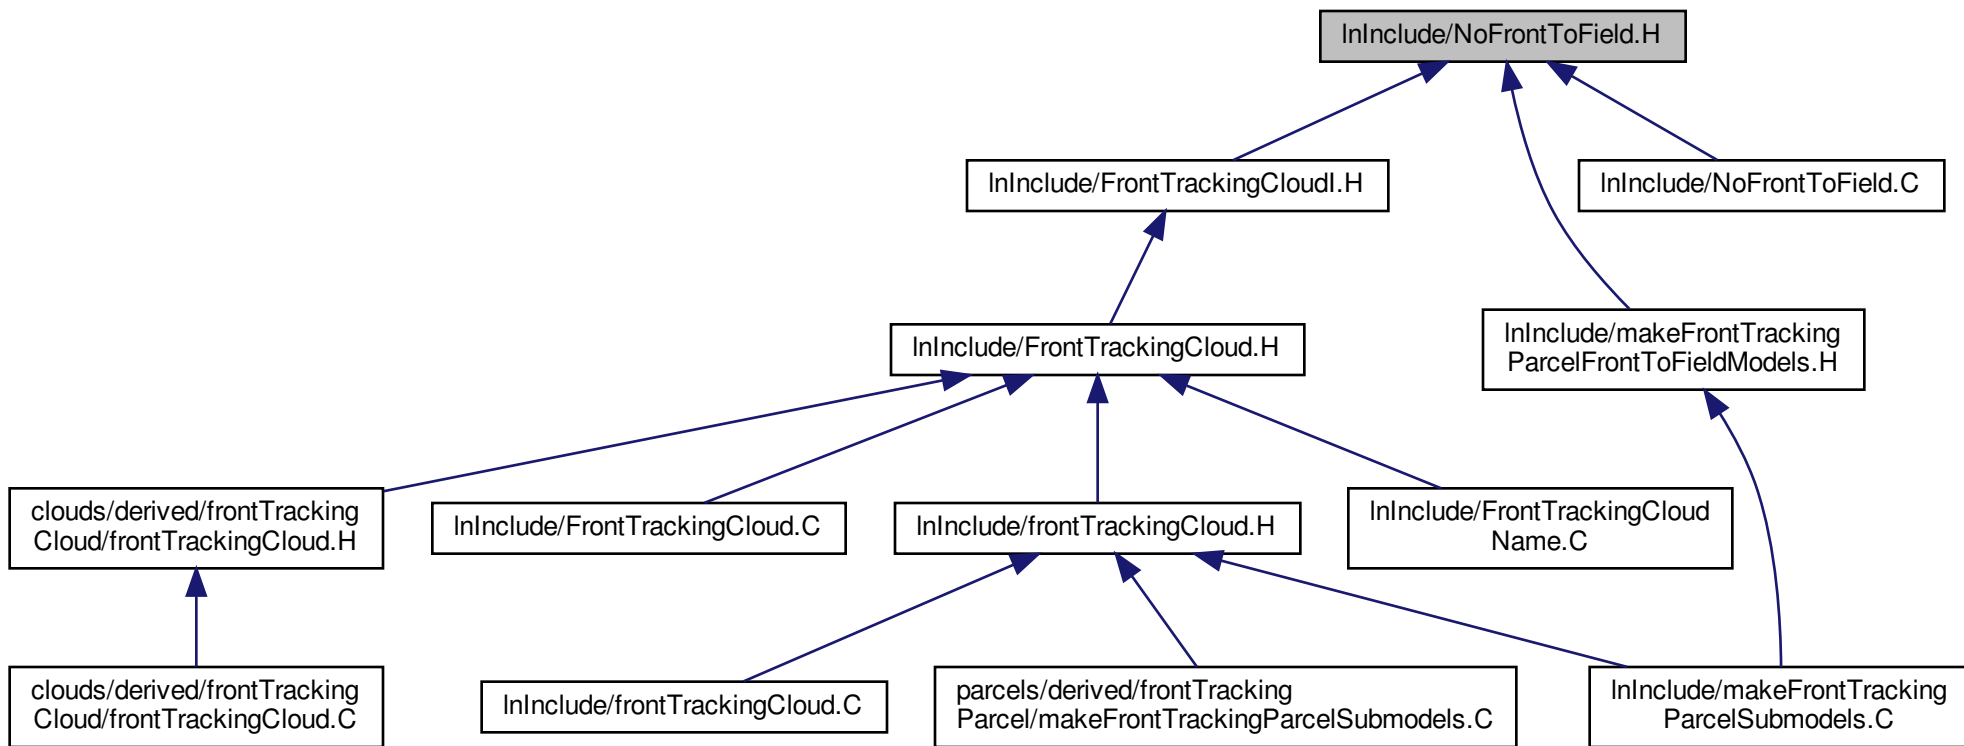 lnInclude/NoFrontToField.H
lnInclude/FrontTrackingCloudI.H
lnInclude/NoFrontToField.C
lnInclude/FrontTrackingCloud.H
lnInclude/makeFrontTracking
ParcelFrontToFieldModels.H
clouds/derived/frontTracking
Cloud/frontTrackingCloud.H
lnInclude/FrontTrackingCloud.C
lnInclude/frontTrackingCloud.H
lnInclude/FrontTrackingCloud
Name.C
clouds/derived/frontTracking
Cloud/frontTrackingCloud.C
lnInclude/frontTrackingCloud.C
parcels/derived/frontTracking
Parcel/makeFrontTrackingParcelSubmodels.C
lnInclude/makeFrontTracking
ParcelSubmodels.C